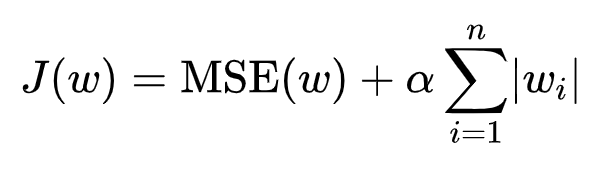 J(w) = MSE(w) + α ∑_{i=1}^{n} |w_i|